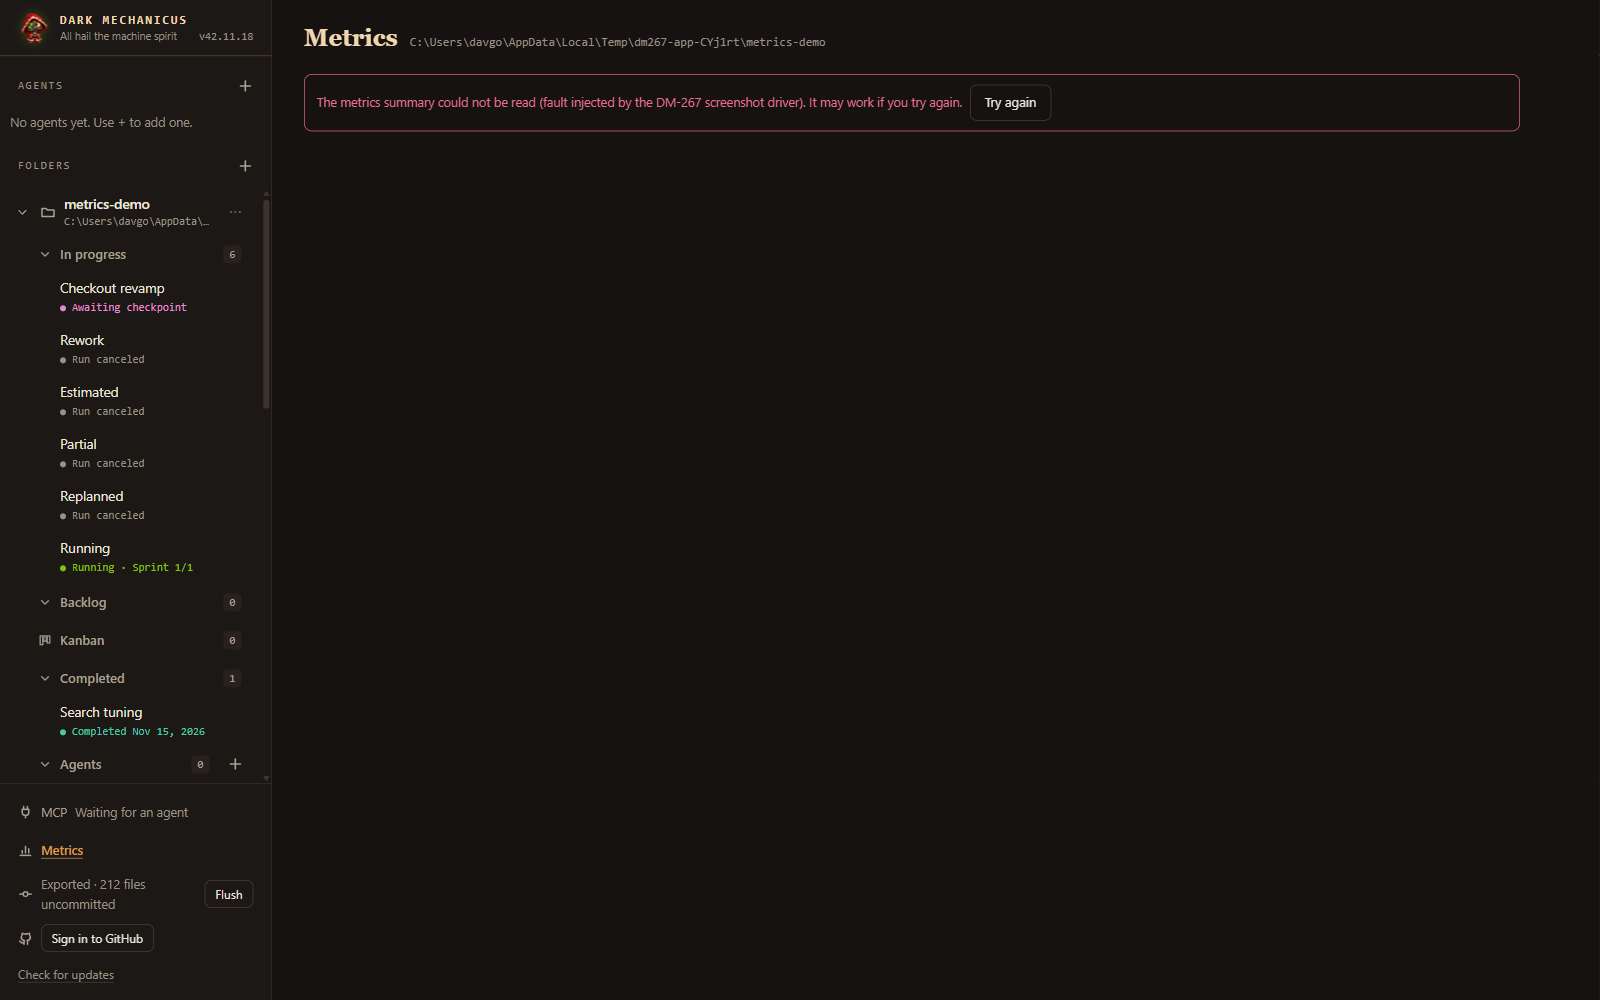 DARK MECHANICUS
All hail the machine spirit v42.11.18
AGENTS
No agents yet. Use + to add one.
FOLDERS
metrics-demo
C:\Users\davgo\AppData\…
In progress 6
Checkout revamp
Awaiting checkpoint
Rework
Run canceled
Estimated
Run canceled
Partial
Run canceled
Replanned
Run canceled
Running
Running · Sprint 1/1
Backlog 0
Kanban 0
Completed 1
Search tuning
Completed Nov 15, 2026
Agents 0
MCP Waiting for an agent
Metrics
Exported · 212 files
uncommitted
Flush
Sign in to GitHub
Check for updates
Metrics C:\Users\davgo\AppData\Local\Temp\dm267-app-CYj1rt\metrics-demo
The metrics summary could not be read (fault injected by the DM-267 screenshot driver). It may work if you try again. Try again